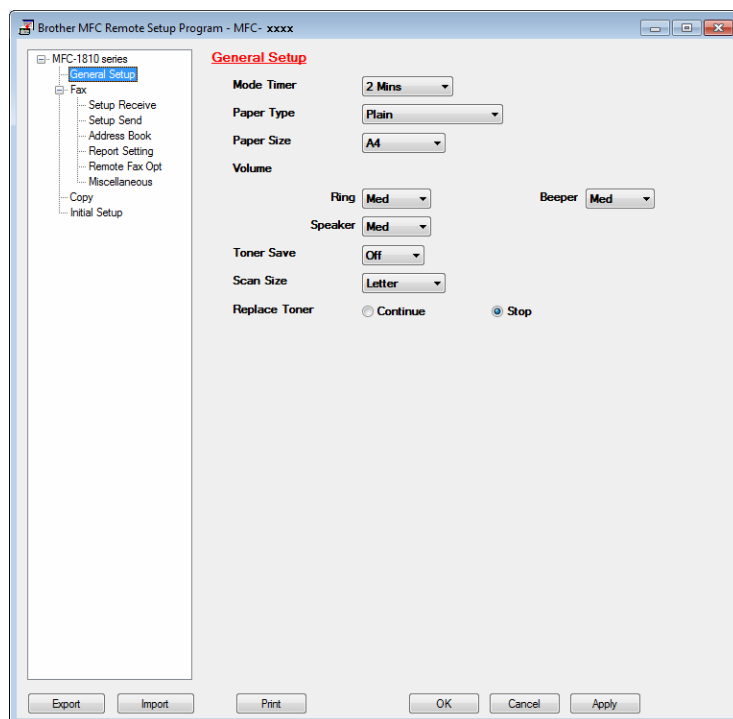 Brother MFC Remote Setup Program - MFC- xxxx
MFC-1810 series
General Setup
Fax
Setup Receive
Setup Send
Address Book
Report Setting
Remote Fax Opt
Miscellaneous
Copy
Initial Setup
General Setup
Mode Timer 2 Mins
Paper Type Plain
Paper Size A4
Volume
Ring Med Beeper Med
Speaker Med
Toner Save Off
Scan Size Letter
Replace Toner Continue Stop
Export Import Print OK Cancel Apply